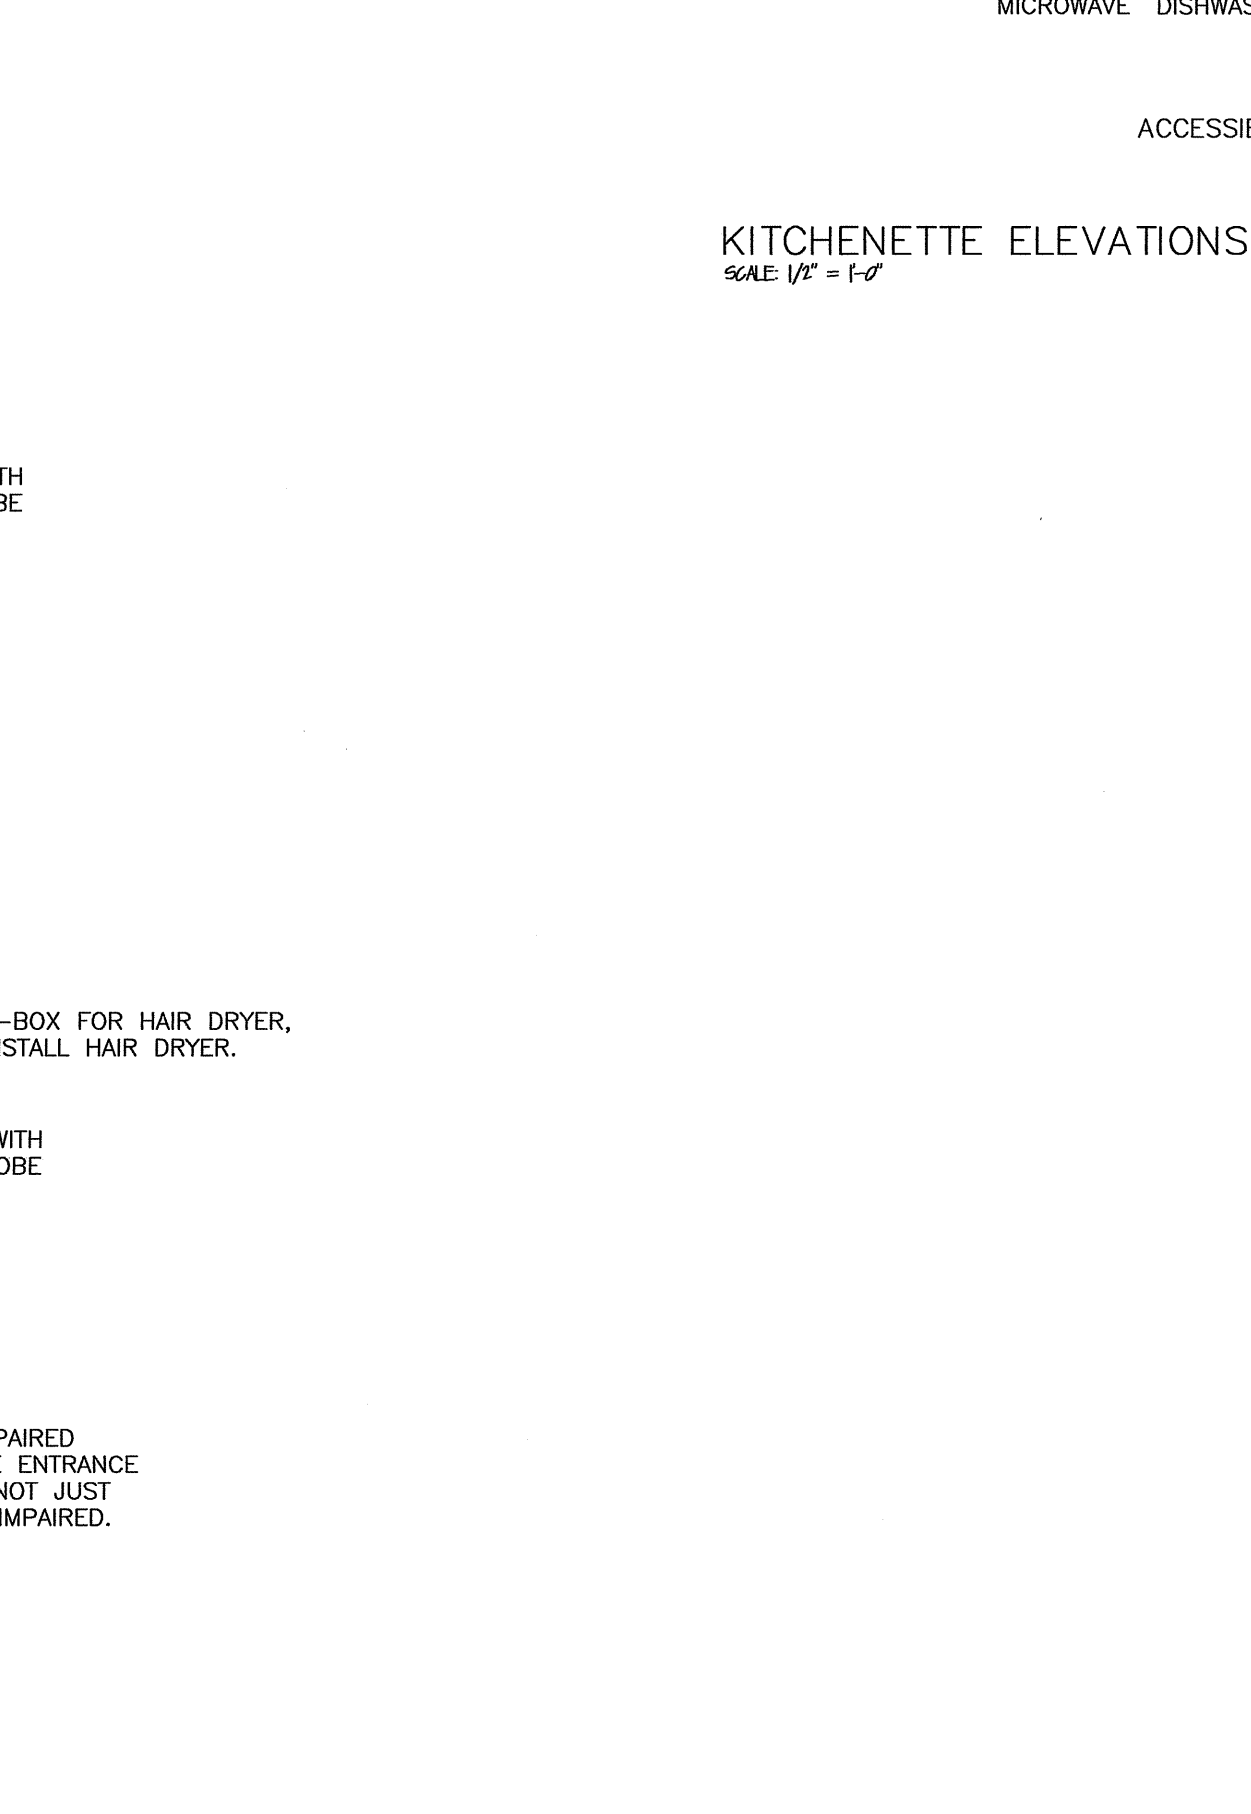 MICROWAVE DISHWAS
ACCESSIB
KITCHENETTE ELEVATIONS
SCALE: 1/2" = 1'-0"
TH
BE
-BOX FOR HAIR DRYER,
STALL HAIR DRYER.
WITH
OBE
PAIRED
E ENTRANCE
NOT JUST
IMPAIRED.